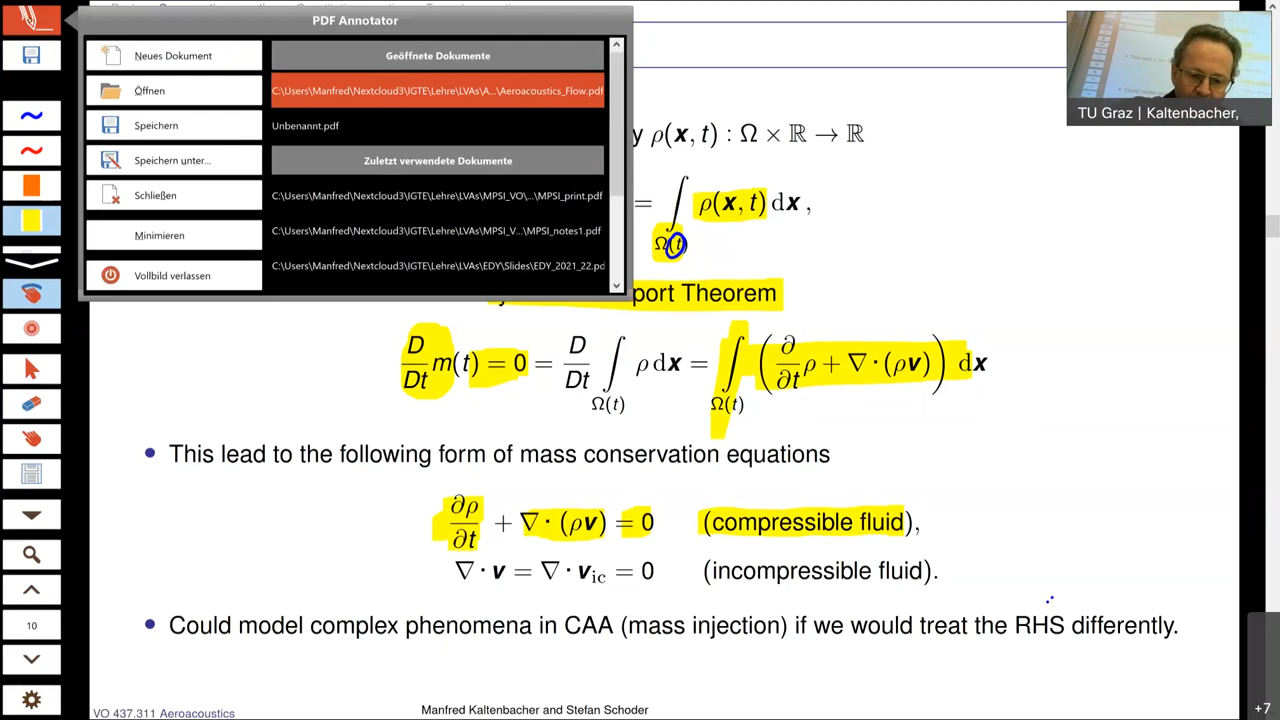 PDF Annotator
Neues Dokument
Geöffnete Dokumente
Öffnen
C:\Users\Manfred\Nextcloud3\IGTE\Lehre\LVAs\A...\Aeroacoustics_Flow.pdf
Speichern
Unbenannt.pdf
Speichern unter...
Zuletzt verwendete Dokumente
Schließen
C:\Users\Manfred\Nextcloud3\IGTE\Lehre\LVAs\MPSI_VO\...\MPSI_print.pdf
Minimieren
C:\Users\Manfred\Nextcloud3\IGTE\Lehre\LVAs\MPSI_V...\MPSI_notes1.pdf
Vollbild verlassen
C:\Users\Manfred\Nextcloud3\IGTE\Lehre\LVAs\EDY\Slides\EDY_2021_22.pd
TU Graz | Kaltenbacher,
y ρ(x, t) : Ω × ℝ → ℝ
= ∫ ρ(x, t) dx ,
Ω(t)
port Theorem
D/Dt m(t) = 0 = D/Dt ∫Ω(t) ρ dx = ∫Ω(t) (∂/∂t ρ + ∇ · (ρv)) dx
• This lead to the following form of mass conservation equations
∂ρ/∂t + ∇ · (ρv) = 0 (compressible fluid),
∇ · v = ∇ · v_ic = 0 (incompressible fluid).
• Could model complex phenomena in CAA (mass injection) if we would treat the RHS differently.
10
VO 437.311 Aeroacoustics
Manfred Kaltenbacher and Stefan Schoder
+7